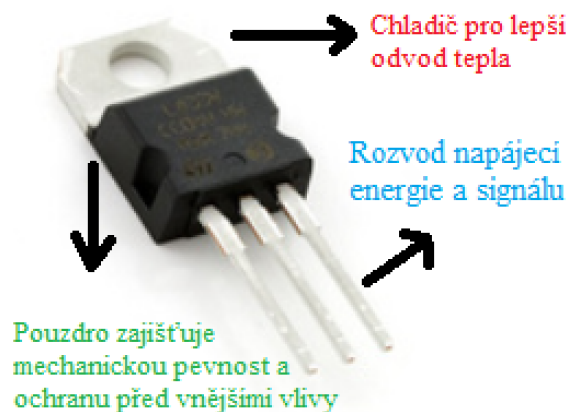 Chladič pro lepší
odvod tepla
Rozvod napájecí
energie a signálu
Pouzdro zajišťuje
mechanickou pevnost a
ochranu před vnějšími vlivy